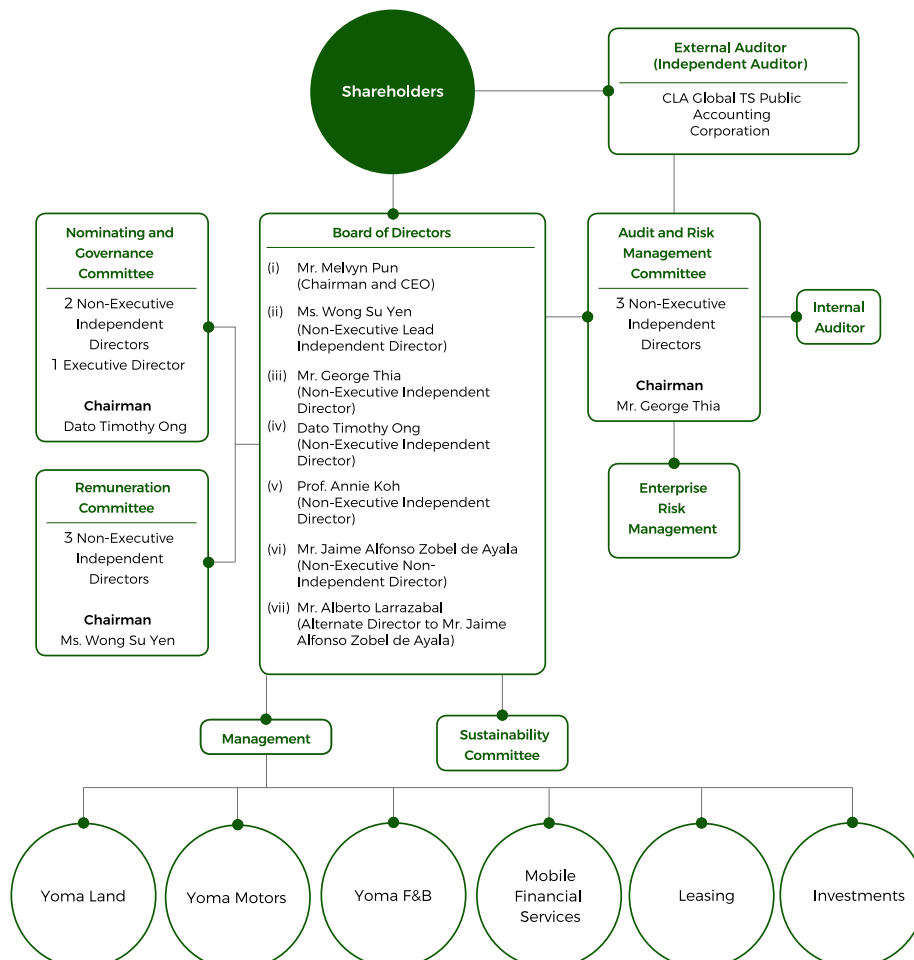 Shareholders
External Auditor
(Independent Auditor)
CLA Global TS Public
Accounting
Corporation
Nominating and
Governance
Committee
2 Non-Executive
Independent
Directors
1 Executive Director
Chairman
Dato Timothy Ong
Remuneration
Committee
3 Non-Executive
Independent
Directors
Chairman
Ms. Wong Su Yen
Board of Directors
(i) Mr. Melvyn Pun
(Chairman and CEO)
(ii) Ms. Wong Su Yen
(Non-Executive Lead
Independent Director)
(iii) Mr. George Thia
(Non-Executive Independent
Director)
(iv) Dato Timothy Ong
(Non-Executive Independent
Director)
(v) Prof. Annie Koh
(Non-Executive Independent
Director)
(vi) Mr. Jaime Alfonso Zobel de Ayala
(Non-Executive Non-
Independent Director)
(vii) Mr. Alberto Larrazabal
(Alternate Director to Mr. Jaime
Alfonso Zobel de Ayala)
Audit and Risk
Management
Committee
3 Non-Executive
Independent
Directors
Chairman
Mr. George Thia
Internal
Auditor
Enterprise
Risk
Management
Management
Sustainability
Committee
Yoma Land
Yoma Motors
Yoma F&B
Mobile
Financial
Services
Leasing
Investments